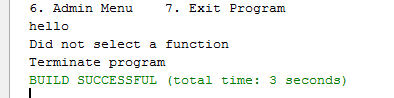 6. Admin Menu    7. Exit Program
hello
Did not select a function
Terminate program
BUILD SUCCESSFUL (total time: 3 seconds)